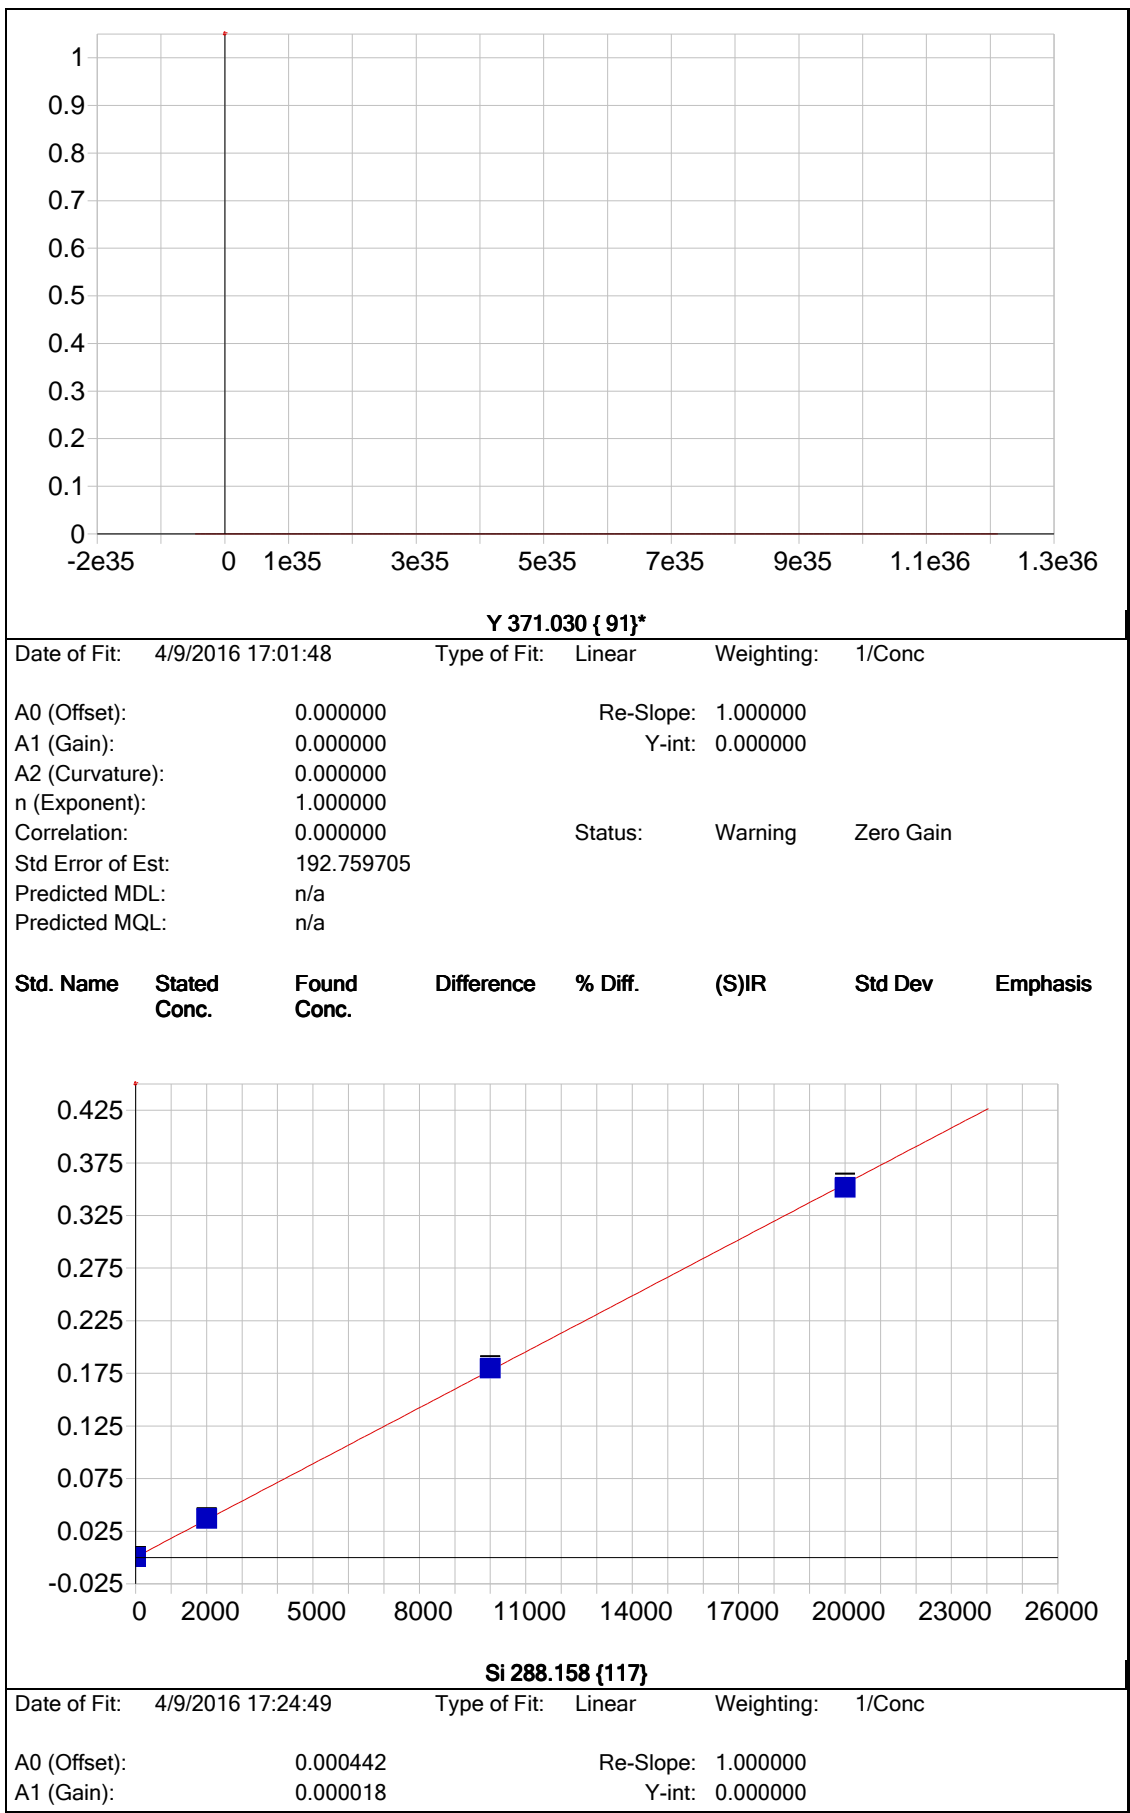 1
0.9
0.8
0.7
0.6
0.5
0.4
0.3
0.2
0.1
0
-2e35 0 1e35 3e35 5e35 7e35 9e35 1.1e36 1.3e36
Y 371.030 { 91}*
Date of Fit: 4/9/2016 17:01:48 Type of Fit: Linear Weighting: 1/Conc
A0 (Offset): 0.000000 Re-Slope: 1.000000
A1 (Gain): 0.000000 Y-int: 0.000000
A2 (Curvature): 0.000000
n (Exponent): 1.000000
Correlation: 0.000000 Status: Warning Zero Gain
Std Error of Est: 192.759705
Predicted MDL: n/a
Predicted MQL: n/a
Std. Name Stated Found Difference % Diff. (S)IR Std Dev Emphasis
Conc. Conc.
0.425
0.375
0.325
0.275
0.225
0.175
0.125
0.075
0.025
-0.025
0 2000 5000 8000 11000 14000 17000 20000 23000 26000
Si 288.158 {117}
Date of Fit: 4/9/2016 17:24:49 Type of Fit: Linear Weighting: 1/Conc
A0 (Offset): 0.000442 Re-Slope: 1.000000
A1 (Gain): 0.000018 Y-int: 0.000000